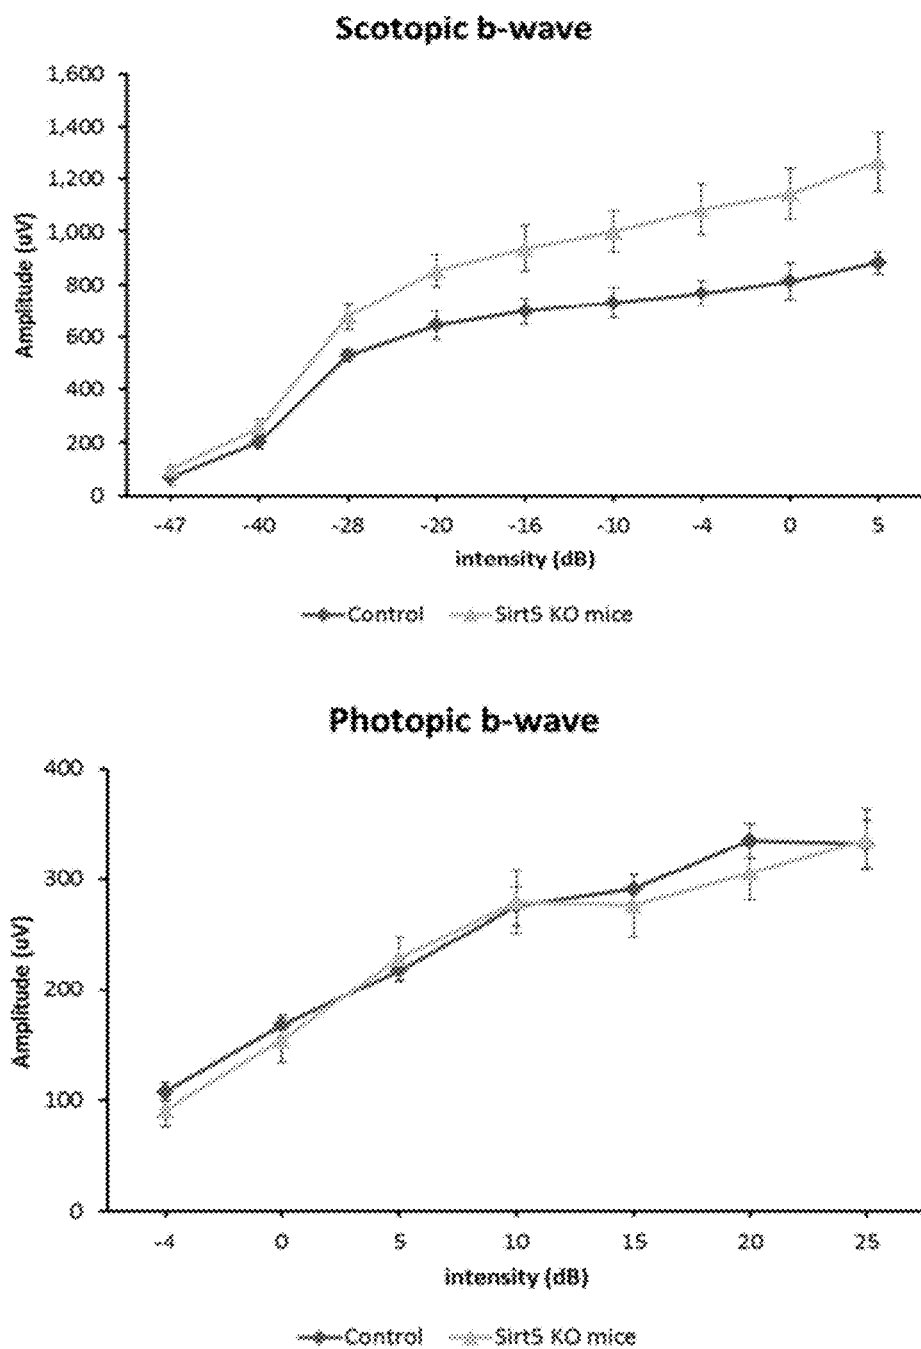 Scotopic b-wave
1,600
1,400
1,200
1,000
800
600
400
200
0
Amplitude (uV)
-47 -40 -28 -20 -16 -10 -4 0 5
intensity (dB)
Control Sirt5 KO mice
Photopic b-wave
400
300
200
100
0
Amplitude (uV)
-4 0 5 10 15 20 25
intensity (dB)
Control Sirt5 KO mice